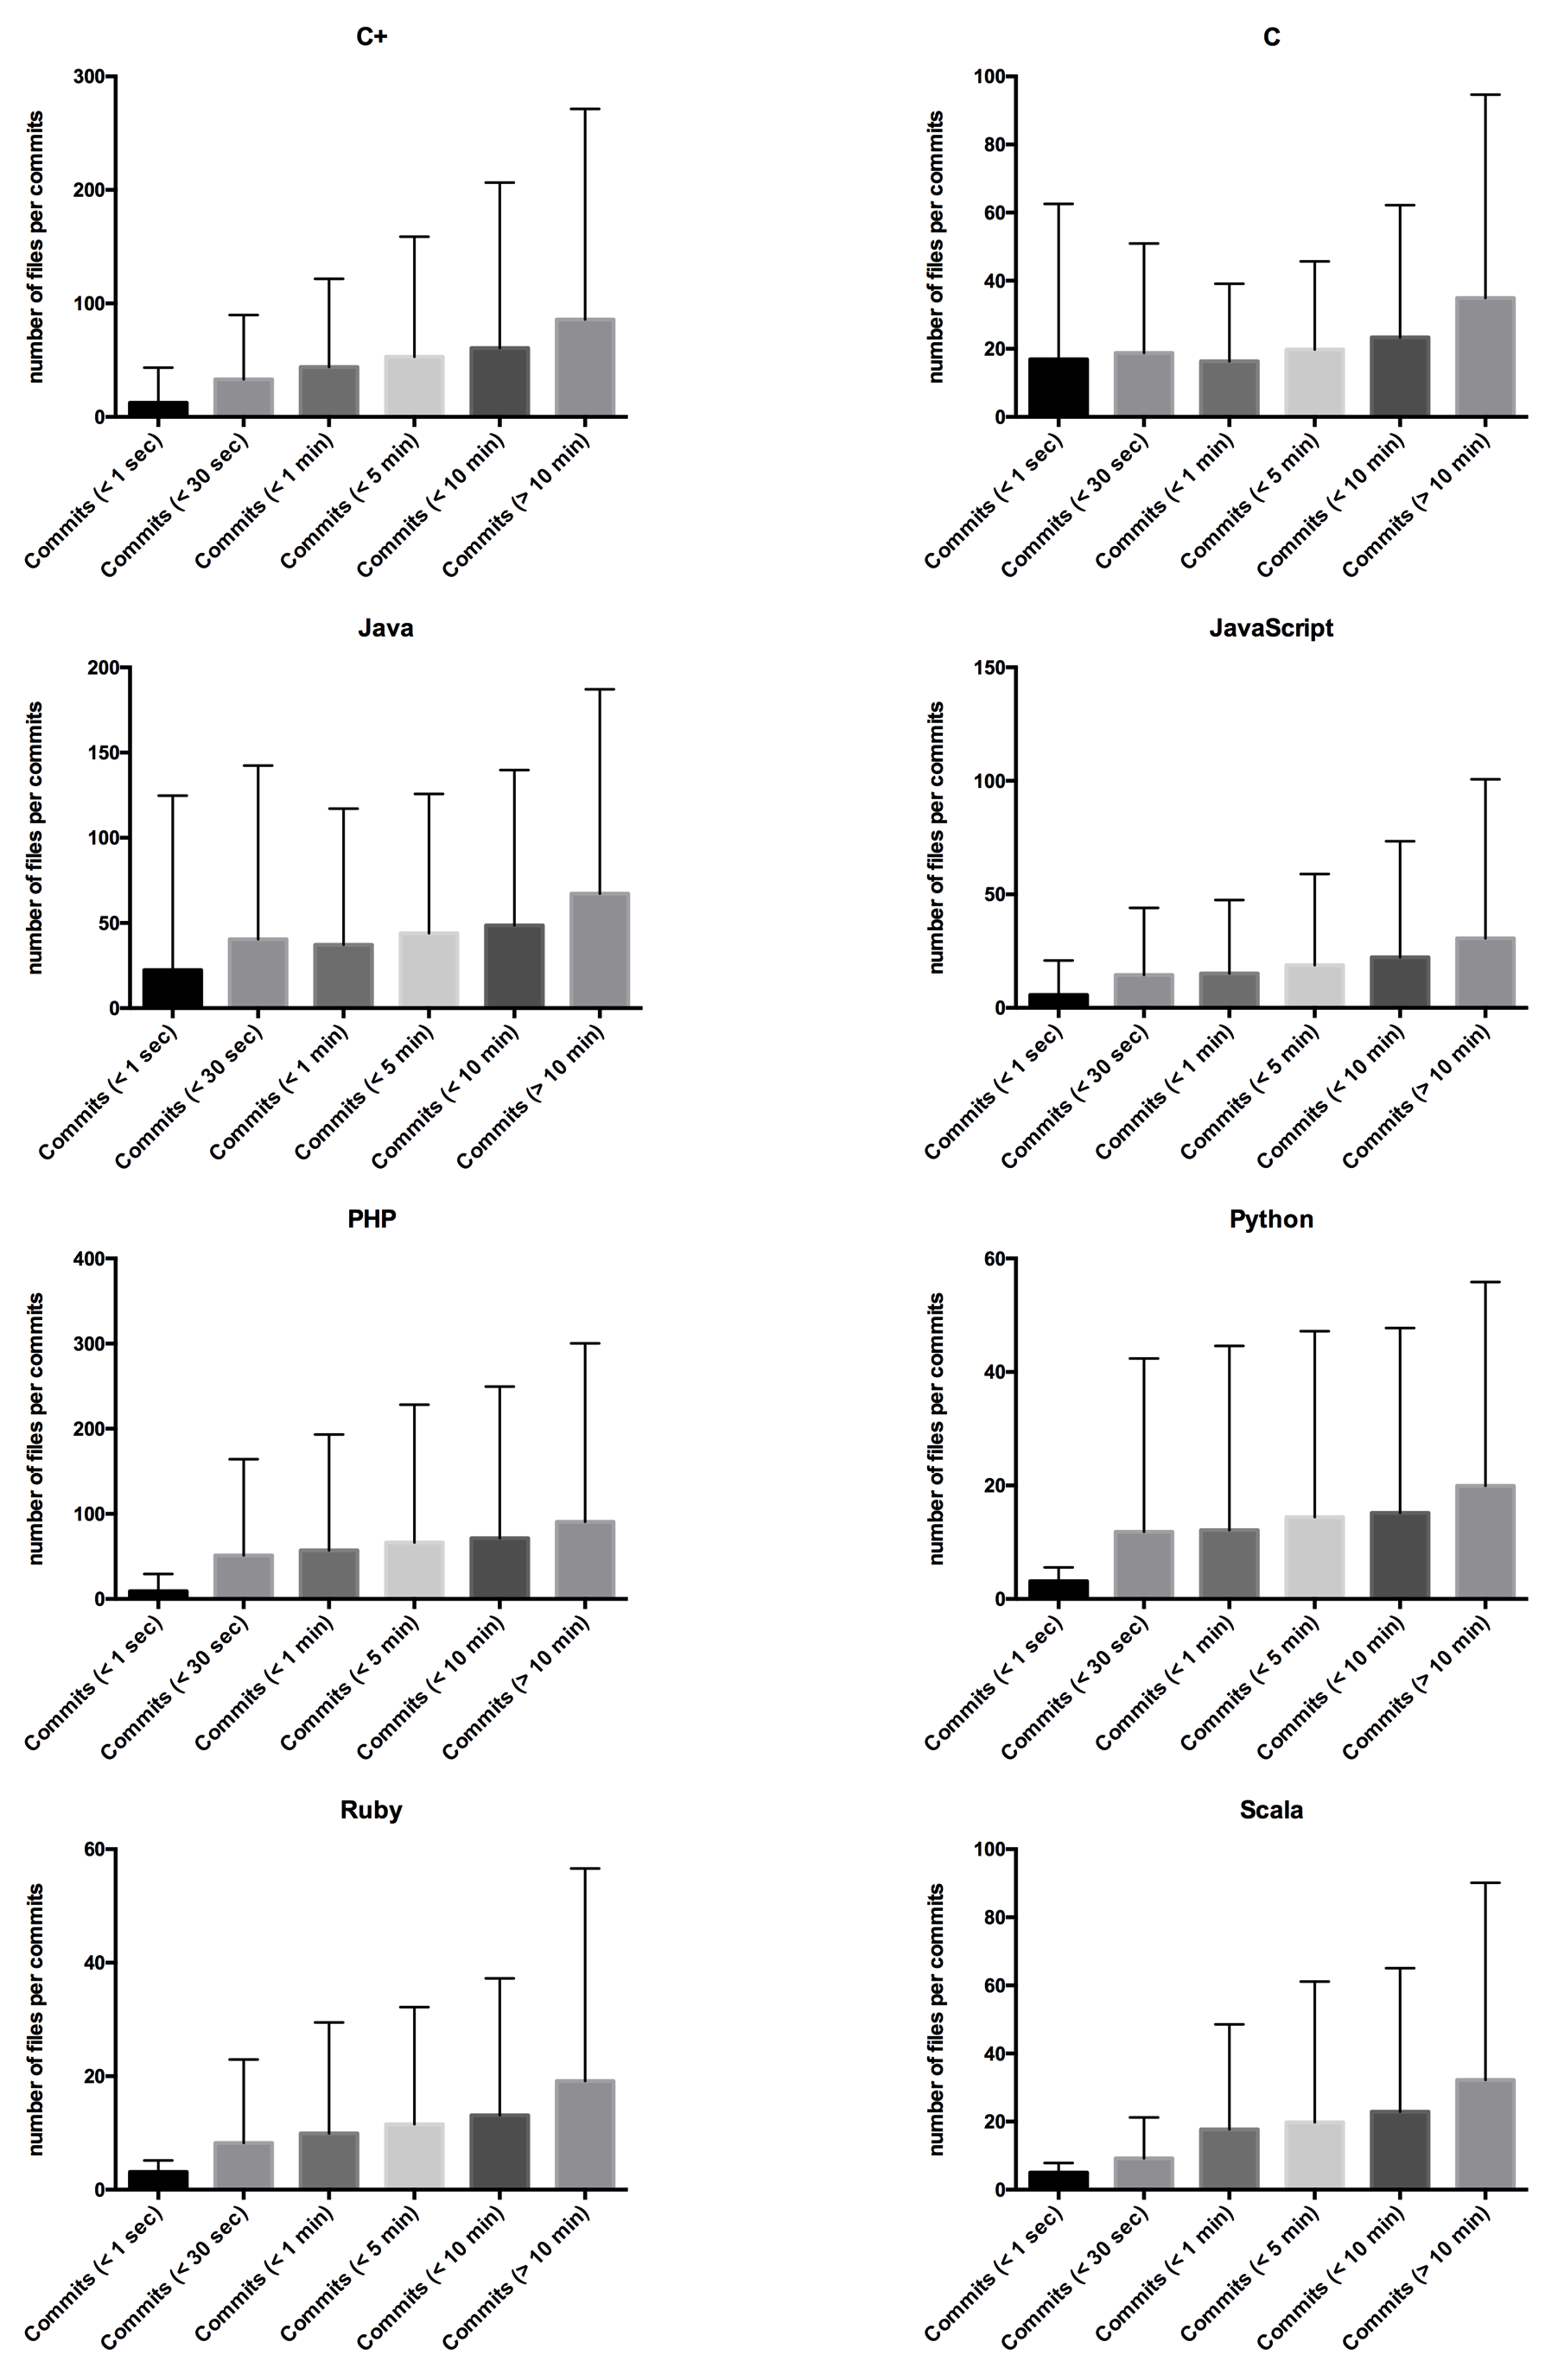 C+
number of files per commits
300
200
100
0
Commits (< 1 sec)
Commits (< 30 sec)
Commits (< 1 min)
Commits (< 5 min)
Commits (< 10 min)
Commits (> 10 min)
C
number of files per commits
100
80
60
40
20
0
Commits (< 1 sec)
Commits (< 30 sec)
Commits (< 1 min)
Commits (< 5 min)
Commits (< 10 min)
Commits (> 10 min)
Java
number of files per commits
200
150
100
50
0
Commits (< 1 sec)
Commits (< 30 sec)
Commits (< 1 min)
Commits (< 5 min)
Commits (< 10 min)
Commits (> 10 min)
JavaScript
number of files per commits
150
100
50
0
Commits (< 1 sec)
Commits (< 30 sec)
Commits (< 1 min)
Commits (< 5 min)
Commits (< 10 min)
Commits (> 10 min)
PHP
number of files per commits
400
300
200
100
0
Commits (< 1 sec)
Commits (< 30 sec)
Commits (< 1 min)
Commits (< 5 min)
Commits (< 10 min)
Commits (> 10 min)
Python
number of files per commits
60
40
20
0
Commits (< 1 sec)
Commits (< 30 sec)
Commits (< 1 min)
Commits (< 5 min)
Commits (< 10 min)
Commits (> 10 min)
Ruby
number of files per commits
60
40
20
0
Commits (< 1 sec)
Commits (< 30 sec)
Commits (< 1 min)
Commits (< 5 min)
Commits (< 10 min)
Commits (> 10 min)
Scala
number of files per commits
100
80
60
40
20
0
Commits (< 1 sec)
Commits (< 30 sec)
Commits (< 1 min)
Commits (< 5 min)
Commits (< 10 min)
Commits (> 10 min)